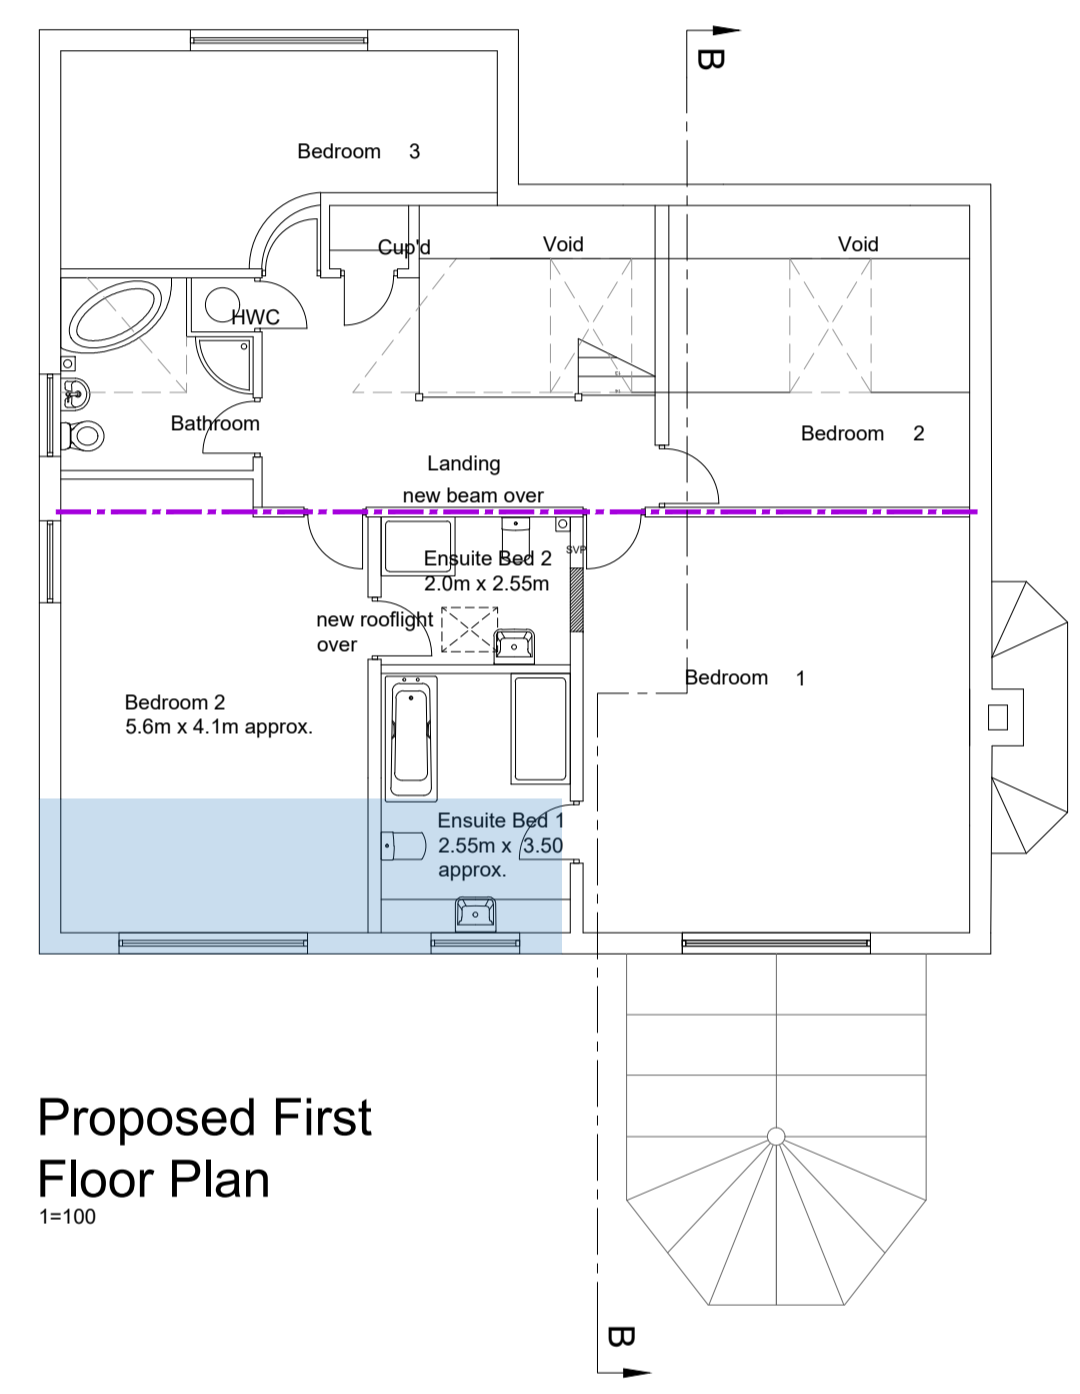 B
Bedroom 3
Cup'd
Void
Void
HWC
Bathroom
Bedroom 2
Landing
new beam over
SVP
Ensuite Bed 2
2.0m x 2.55m
new rooflight
over
Bedroom 1
Bedroom 2
5.6m x 4.1m approx.
Ensuite Bed 1
2.55m x 3.50
approx.
Proposed First
Floor Plan
1=100
B